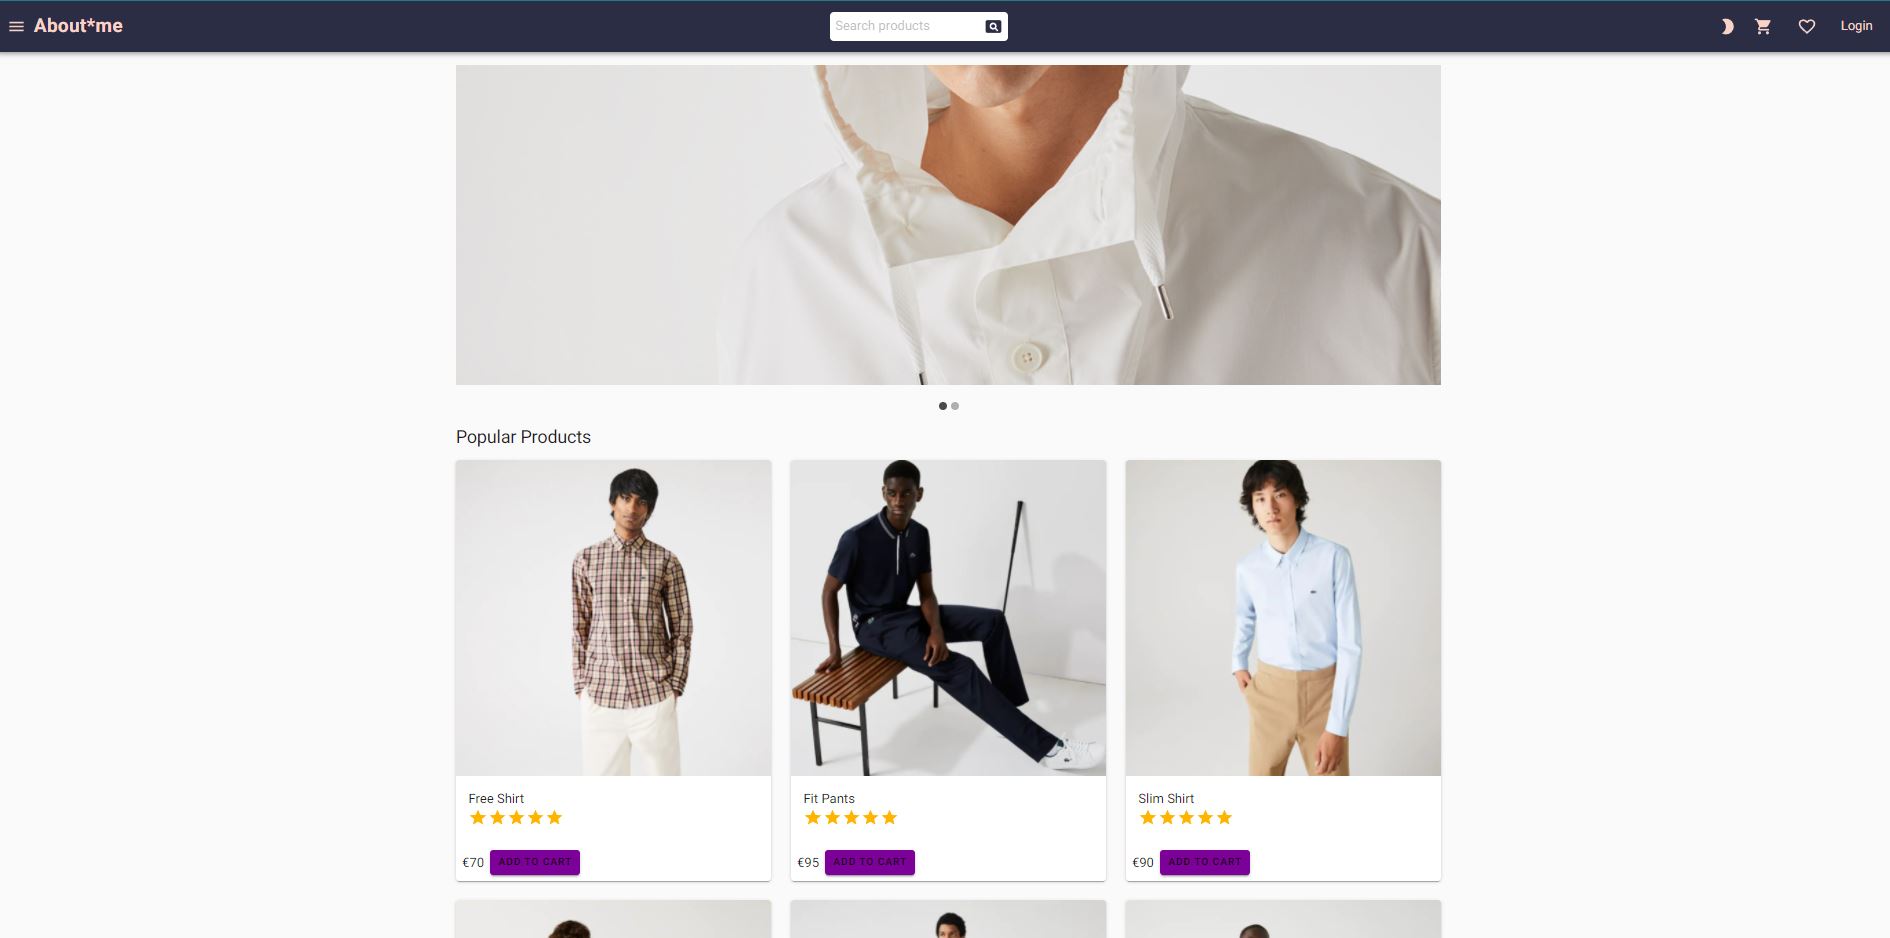 About*me
Search products
Login
Popular Products
Free Shirt
Fit Pants
Slim Shirt
€70 ADD TO CART
€95 ADD TO CART
€90 ADD TO CART